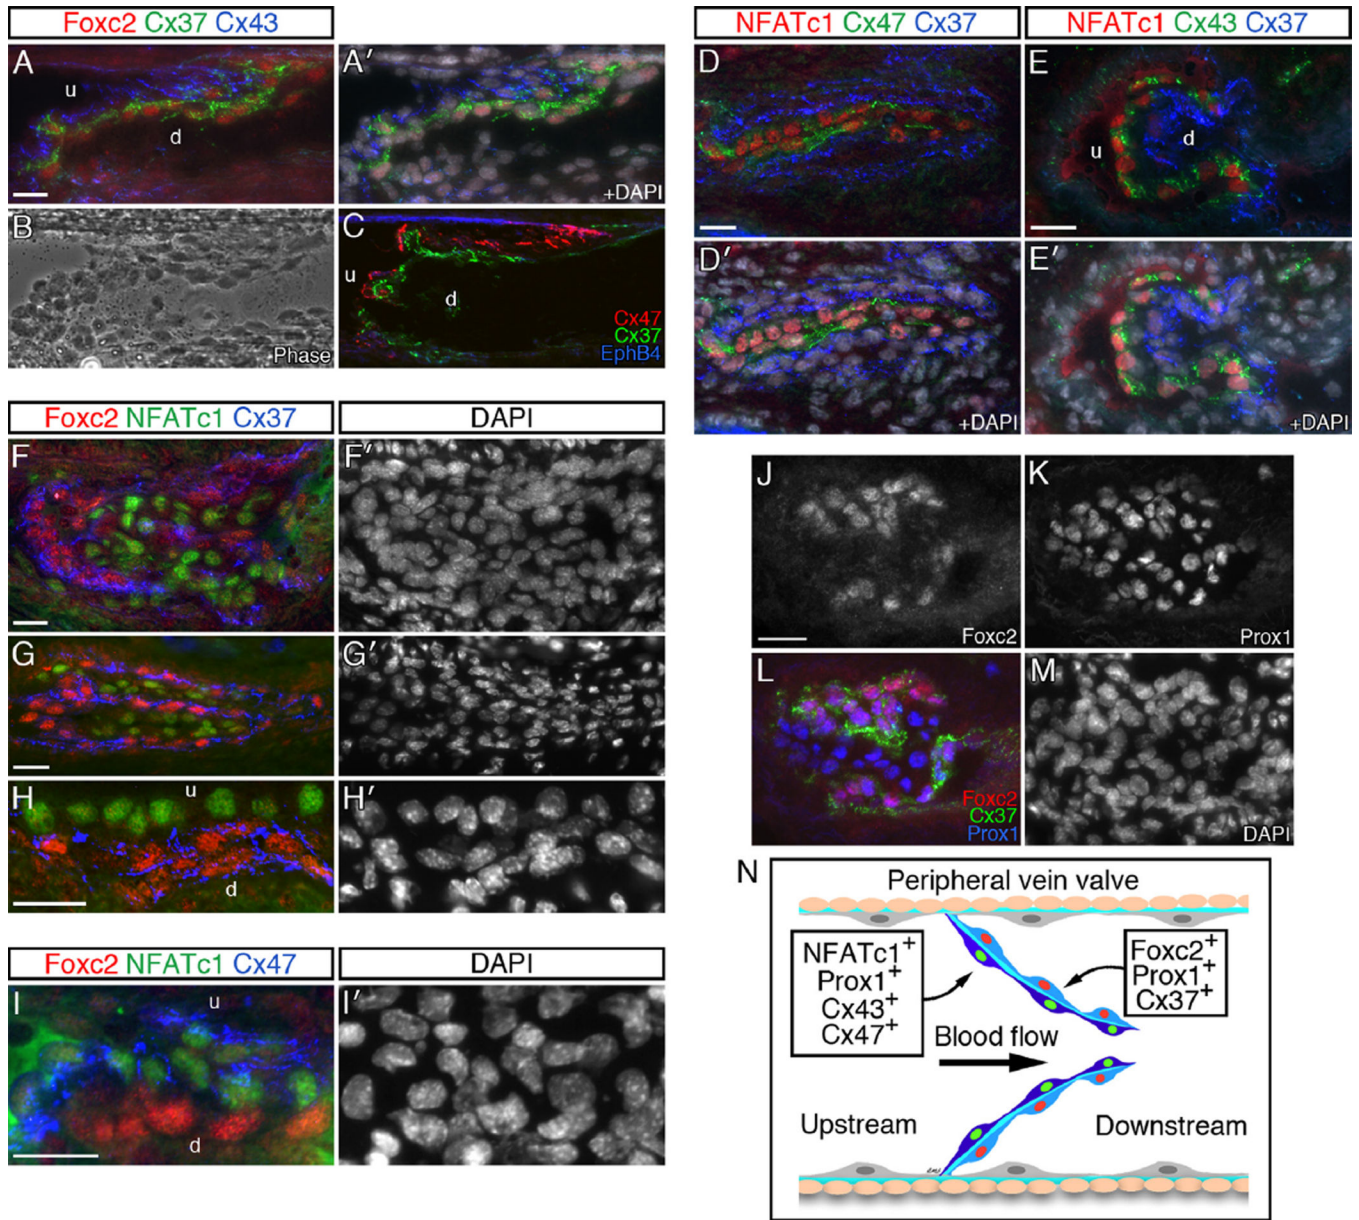 Foxc2 Cx37 Cx43
A
u
d
A′
+DAPI
B
Phase
C
u
d
Cx47
Cx37
EphB4
NFATc1 Cx47 Cx37
D
D′
+DAPI
NFATc1 Cx43 Cx37
E
u
d
E′
+DAPI
Foxc2 NFATc1 Cx37
DAPI
F
F′
G
G′
H
u
d
H′
Foxc2 NFATc1 Cx47
DAPI
I
u
d
I′
J
Foxc2
K
Prox1
L
Foxc2
Cx37
Prox1
M
DAPI
N
Peripheral vein valve
NFATc1⁺
Prox1⁺
Cx43⁺
Cx47⁺
Foxc2⁺
Prox1⁺
Cx37⁺
Blood flow
Upstream
Downstream